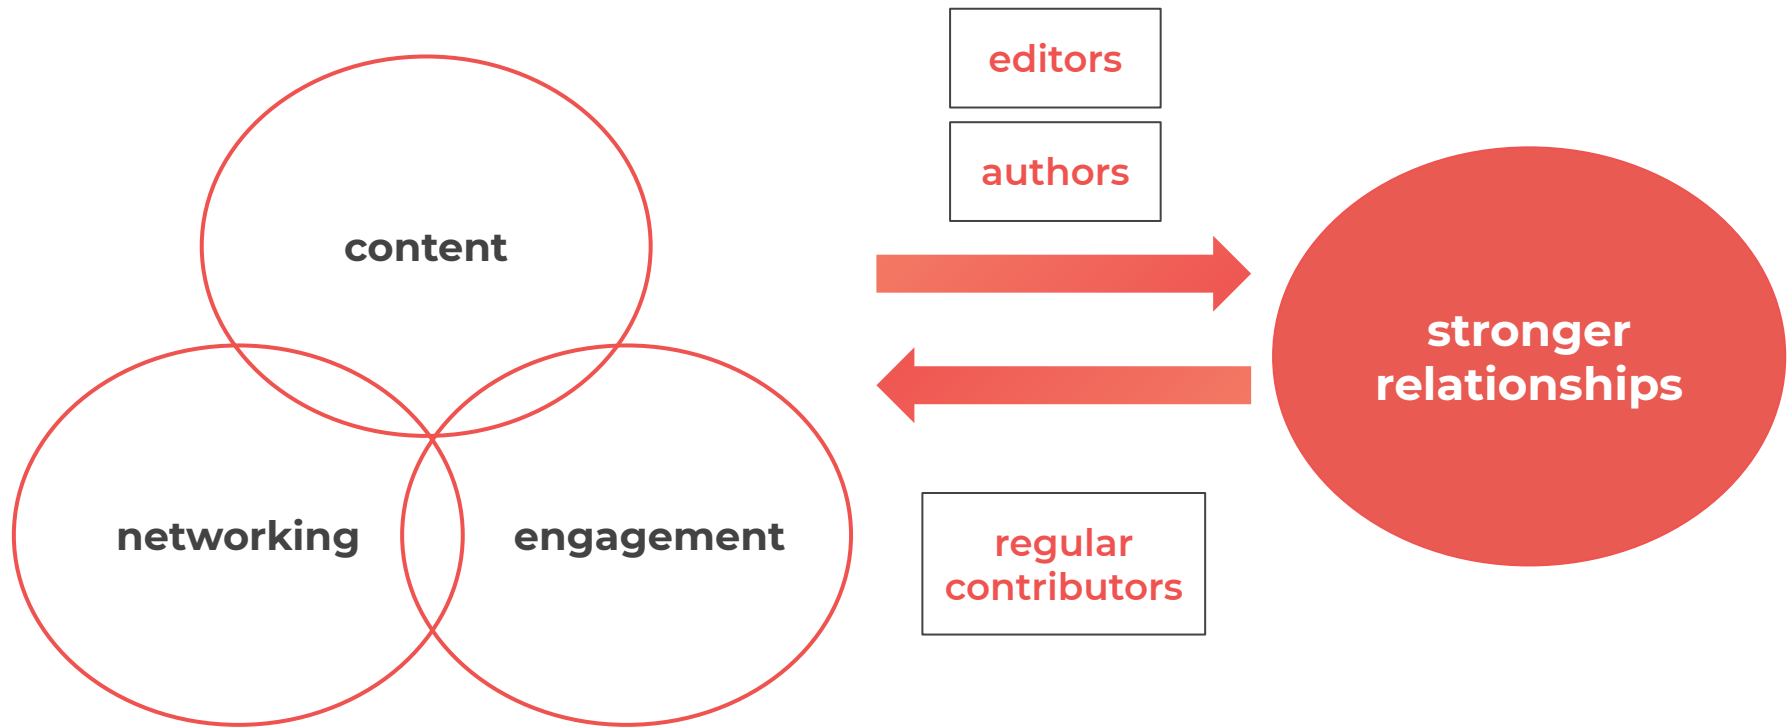 content
networking
engagement
editors
authors
regular
contributors
stronger
relationships